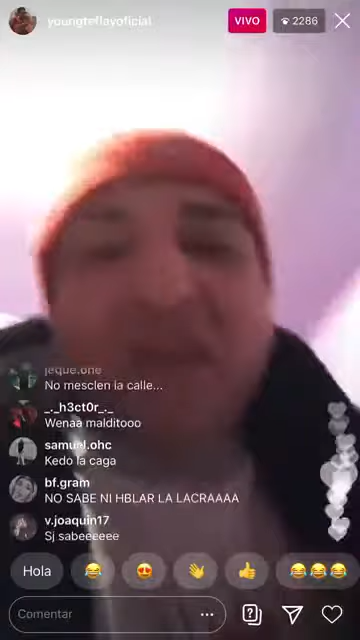 youngtellayoficial
VIVO
2286
jeque.one
No mesclen la calle...
_._h3ct0r_._
Wenaa malditooo
samuel.ohc
Kedo la caga
bf.gram
NO SABE NI HBLAR LA LACRAAAA
v.joaquin17
Sj sabeeeeee
Hola
Comentar